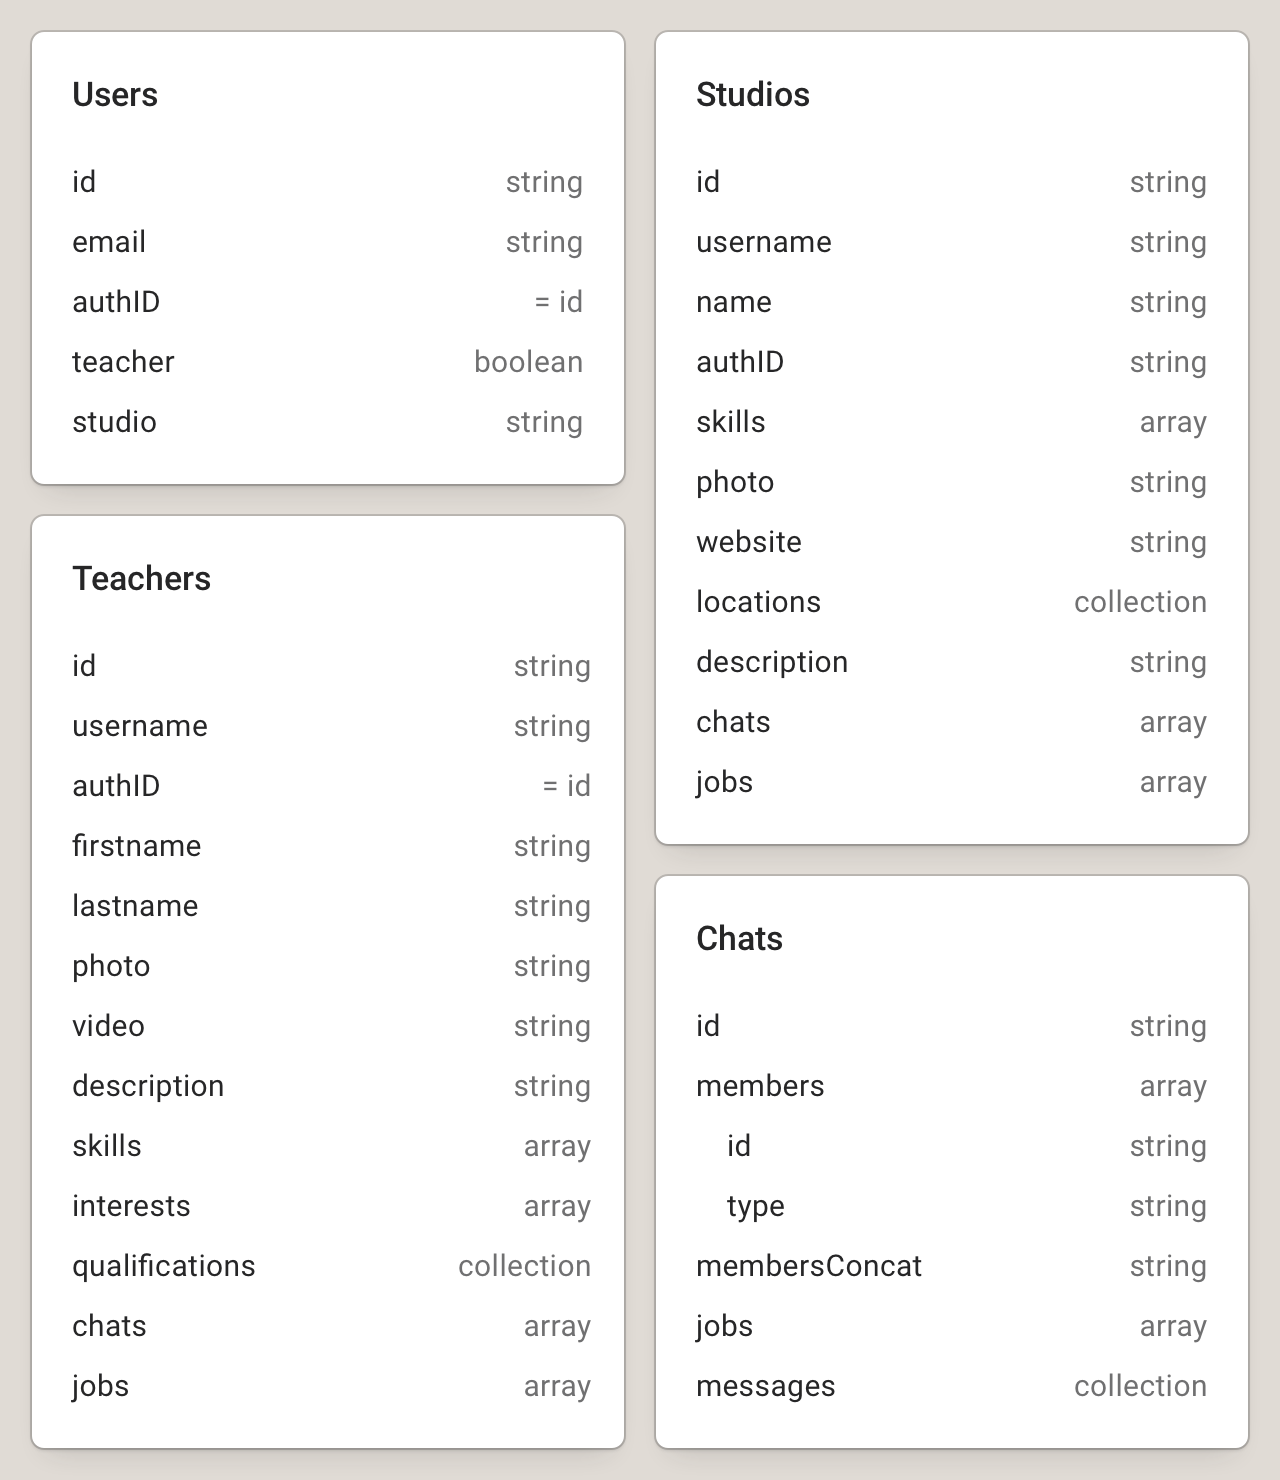 Users
id string
email string
authID = id
teacher boolean
studio string
Teachers
id string
username string
authID = id
firstname string
lastname string
photo string
video string
description string
skills array
interests array
qualifications collection
chats array
jobs array
Studios
id string
username string
name string
authID string
skills array
photo string
website string
locations collection
description string
chats array
jobs array
Chats
id string
members array
id string
type string
membersConcat string
jobs array
messages collection